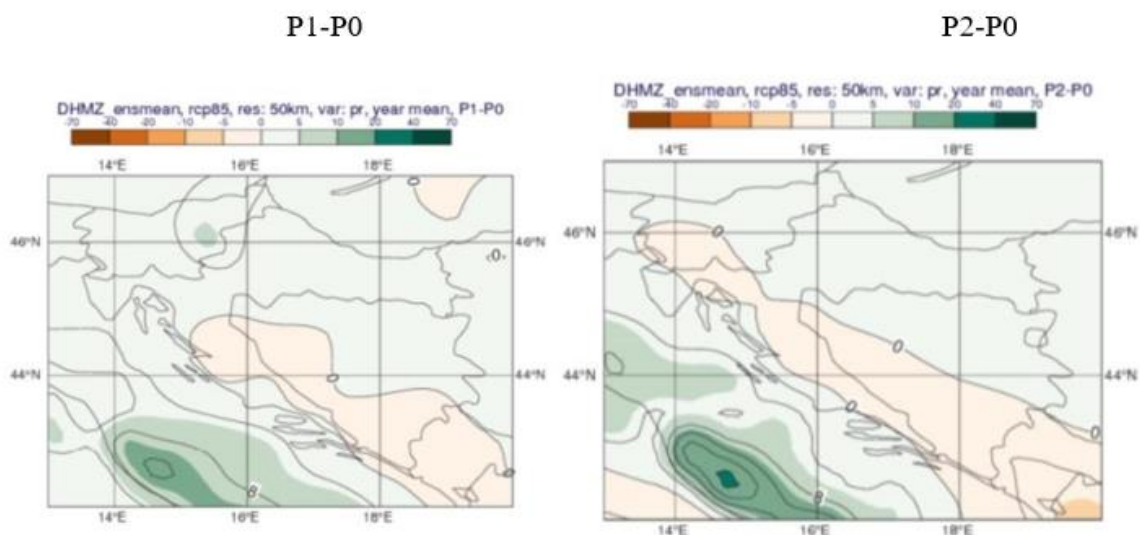 P1-P0
P2-P0
DHMZ_ensmean, rcp85, res: 50km, var: pr, year mean, P1-P0
-70 -40 -20 -10 -5 0 5 10 20 40 70
14°E 16°E 18°E
46°N
44°N
0
0
0
0
8
46°N
44°N
14°E 16°E 18°E
DHMZ_ensmean, rcp85, res: 50km, var: pr, year mean, P2-P0
-70 -40 -20 -10 -5 0 5 10 20 40 70
14°E 16°E 18°E
46°N
44°N
0
0
0
0
8
46°N
44°N
14°E 16°E 18°E